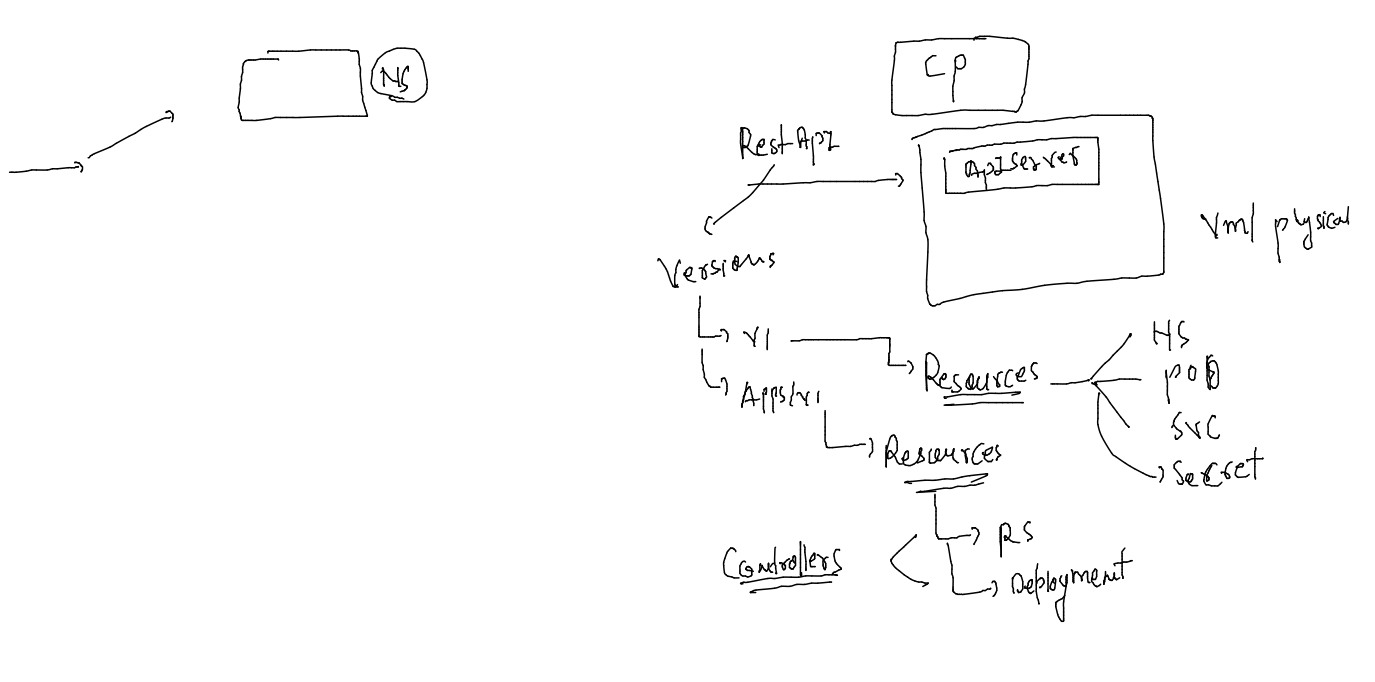 NS
CP
RestApI
ApIServer
Vm/ physical
Versions
V1
NS
Resources
POD
Apps/v1
SVC
Resources
Secret
RS
Controllers
Deployment